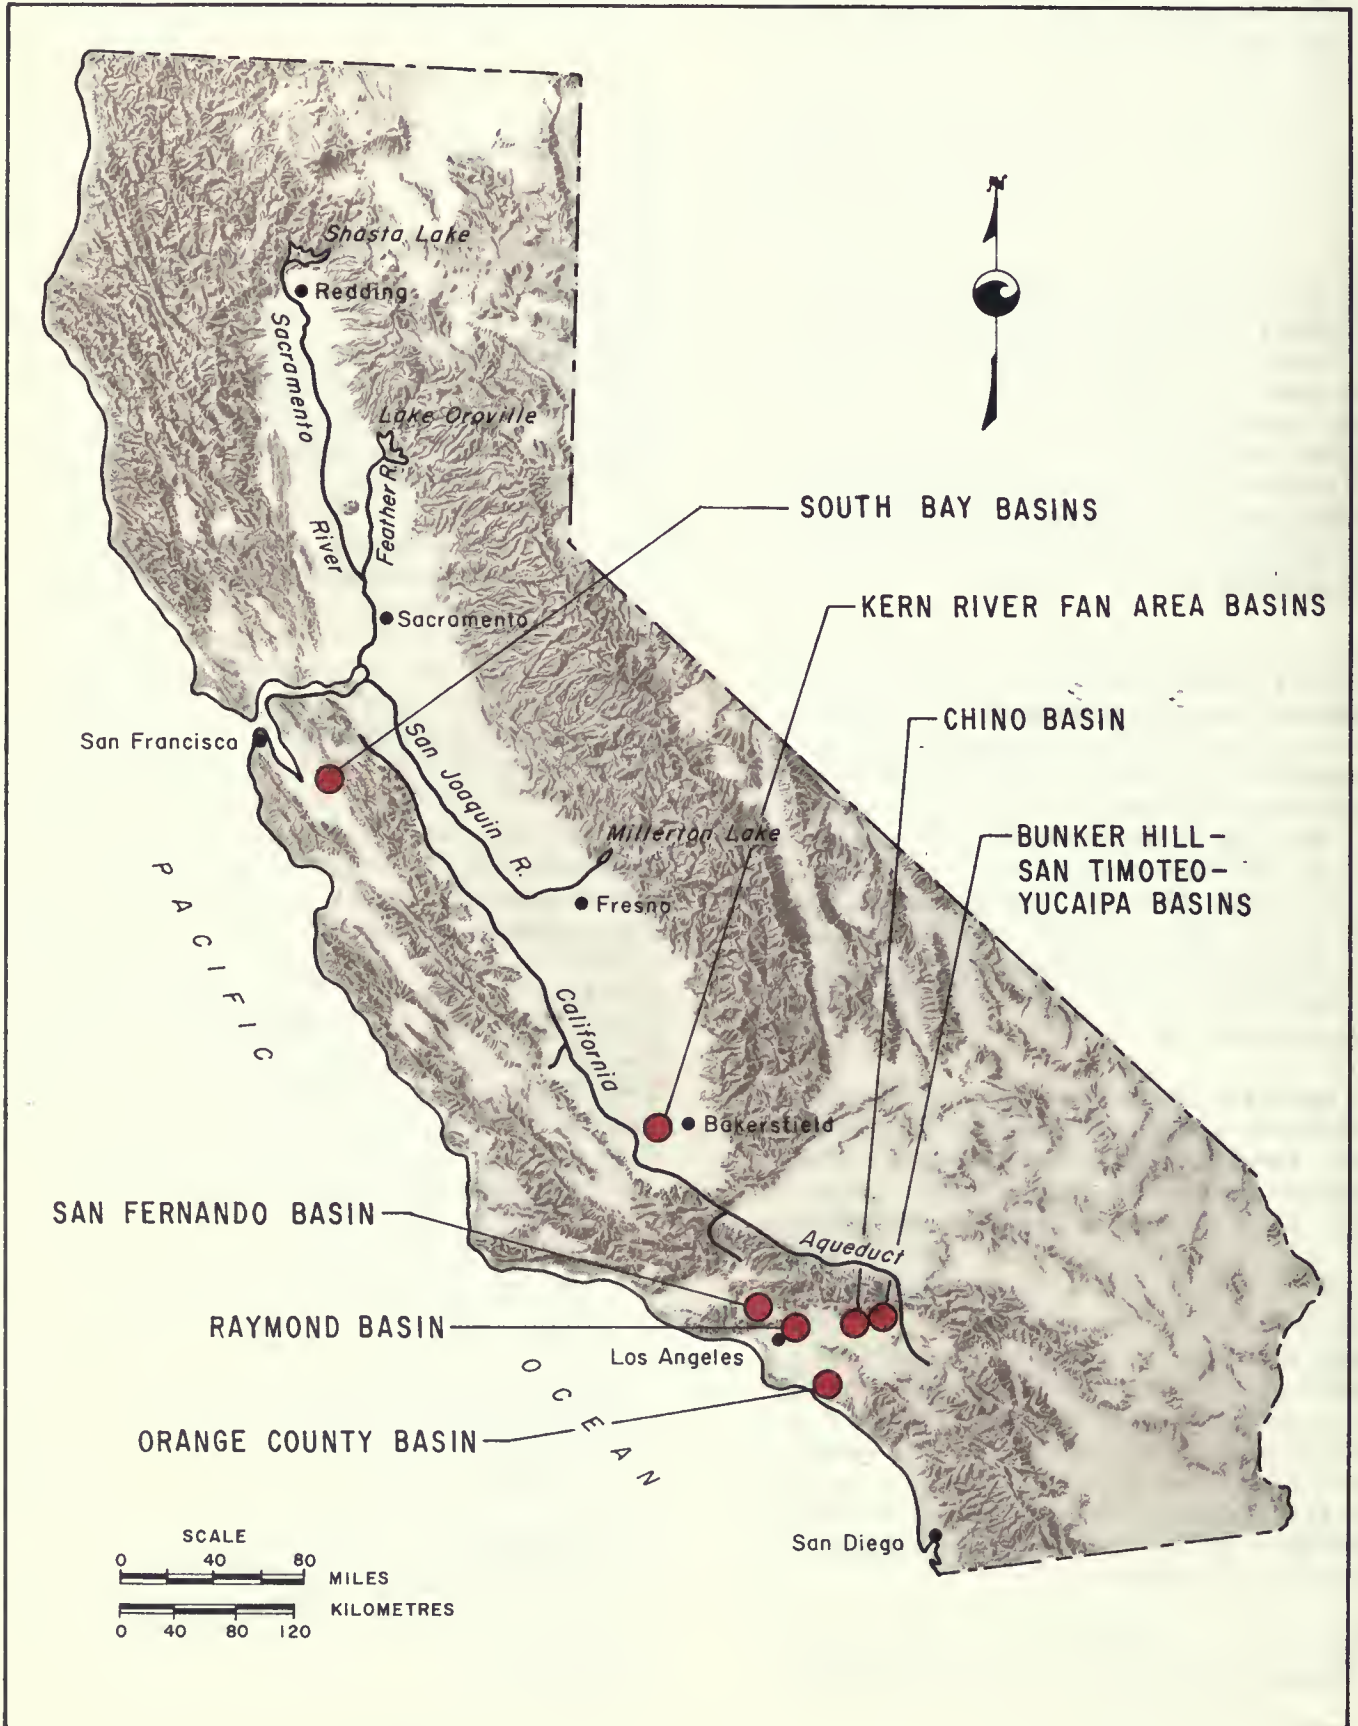 N
Shasta Lake
Redding
Sacramento
River
Lake Oroville
Feather R.
SOUTH BAY BASINS
KERN RIVER FAN AREA BASINS
Sacramento
CHINO BASIN
San Francisco
San Joaquin
R.
Millerton Lake
BUNKER HILL–
SAN TIMOTEO–
YUCAIPA BASINS
Fresno
PACIFIC
California
Bakersfield
SAN FERNANDO BASIN
Aqueduct
RAYMOND BASIN
Los Angeles
OCEAN
ORANGE COUNTY BASIN
San Diego
SCALE
0 40 80
MILES
KILOMETRES
0 40 80 120